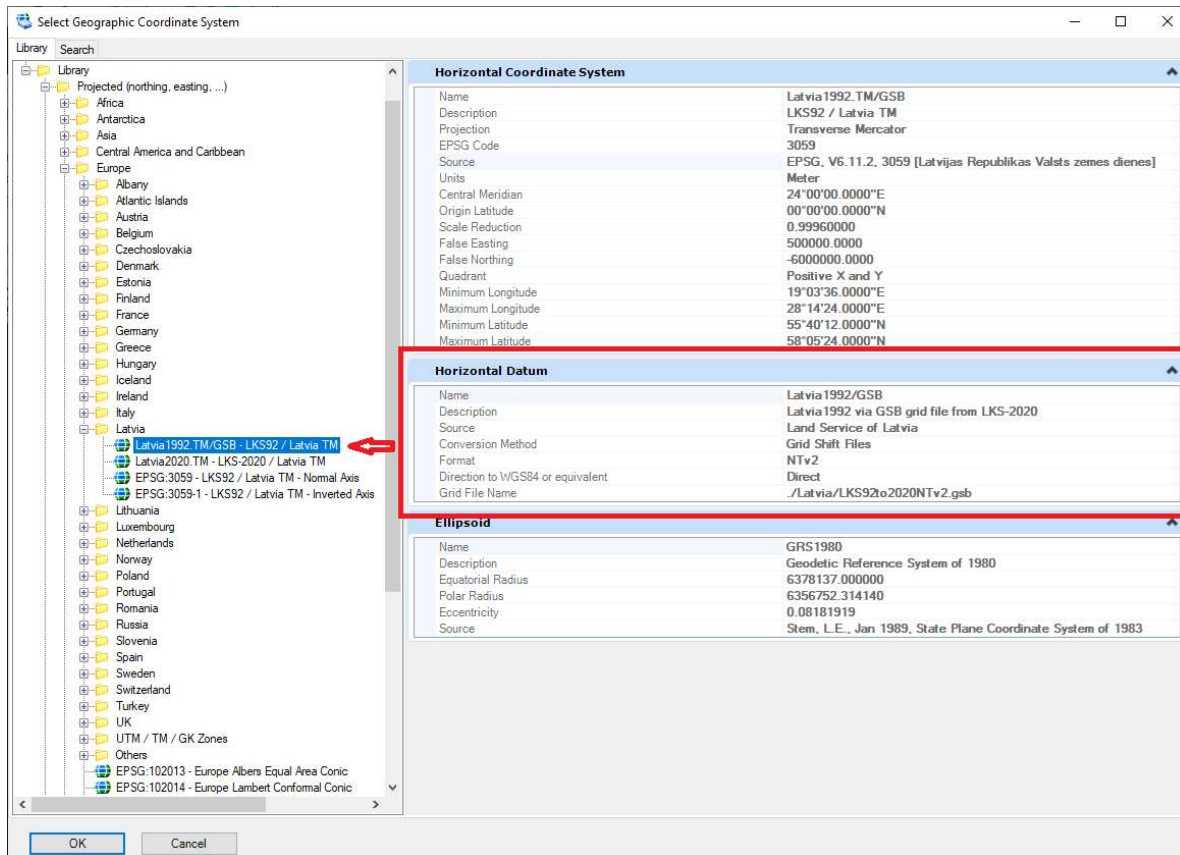 Select Geographic Coordinate System
Library Search
Library
Projected (northing, easting, ...)
Africa
Antarctica
Asia
Central America and Caribbean
Europe
Albany
Atlantic Islands
Austria
Belgium
Czechoslovakia
Denmark
Estonia
Finland
France
Germany
Greece
Hungary
Iceland
Ireland
Italy
Latvia
Latvia1992.TM/GSB - LKS92 / Latvia TM
Latvia2020.TM - LKS-2020 / Latvia TM
EPSG:3059 - LKS92 / Latvia TM - Normal Axis
EPSG:3059-1 - LKS92 / Latvia TM - Inverted Axis
Lithuania
Luxembourg
Netherlands
Norway
Poland
Portugal
Romania
Russia
Slovenia
Spain
Sweden
Switzerland
Turkey
UK
UTM / TM / GK Zones
Others
EPSG:102013 - Europe Albers Equal Area Conic
EPSG:102014 - Europe Lambert Conformal Conic
Horizontal Coordinate System
Name Latvia1992.TM/GSB
Description LKS92 / Latvia TM
Projection Transverse Mercator
EPSG Code 3059
Source EPSG, V6.11.2, 3059 [Latvijas Republikas Valsts zemes dienes]
Units Meter
Central Meridian 24°00'00.0000"E
Origin Latitude 00°00'00.0000"N
Scale Reduction 0.99960000
False Easting 500000.0000
False Northing -6000000.0000
Quadrant Positive X and Y
Minimum Longitude 19°03'36.0000"E
Maximum Longitude 28°14'24.0000"E
Minimum Latitude 55°40'12.0000"N
Maximum Latitude 58°05'24.0000"N
Horizontal Datum
Name Latvia1992/GSB
Description Latvia1992 via GSB grid file from LKS-2020
Source Land Service of Latvia
Conversion Method Grid Shift Files
Format NTv2
Direction to WGS84 or equivalent Direct
Grid File Name ./Latvia/LKS92to2020NTv2.gsb
Ellipsoid
Name GRS1980
Description Geodetic Reference System of 1980
Equatorial Radius 6378137.000000
Polar Radius 6356752.314140
Eccentricity 0.08181919
Source Stem, L.E., Jan 1989, State Plane Coordinate System of 1983
OK Cancel